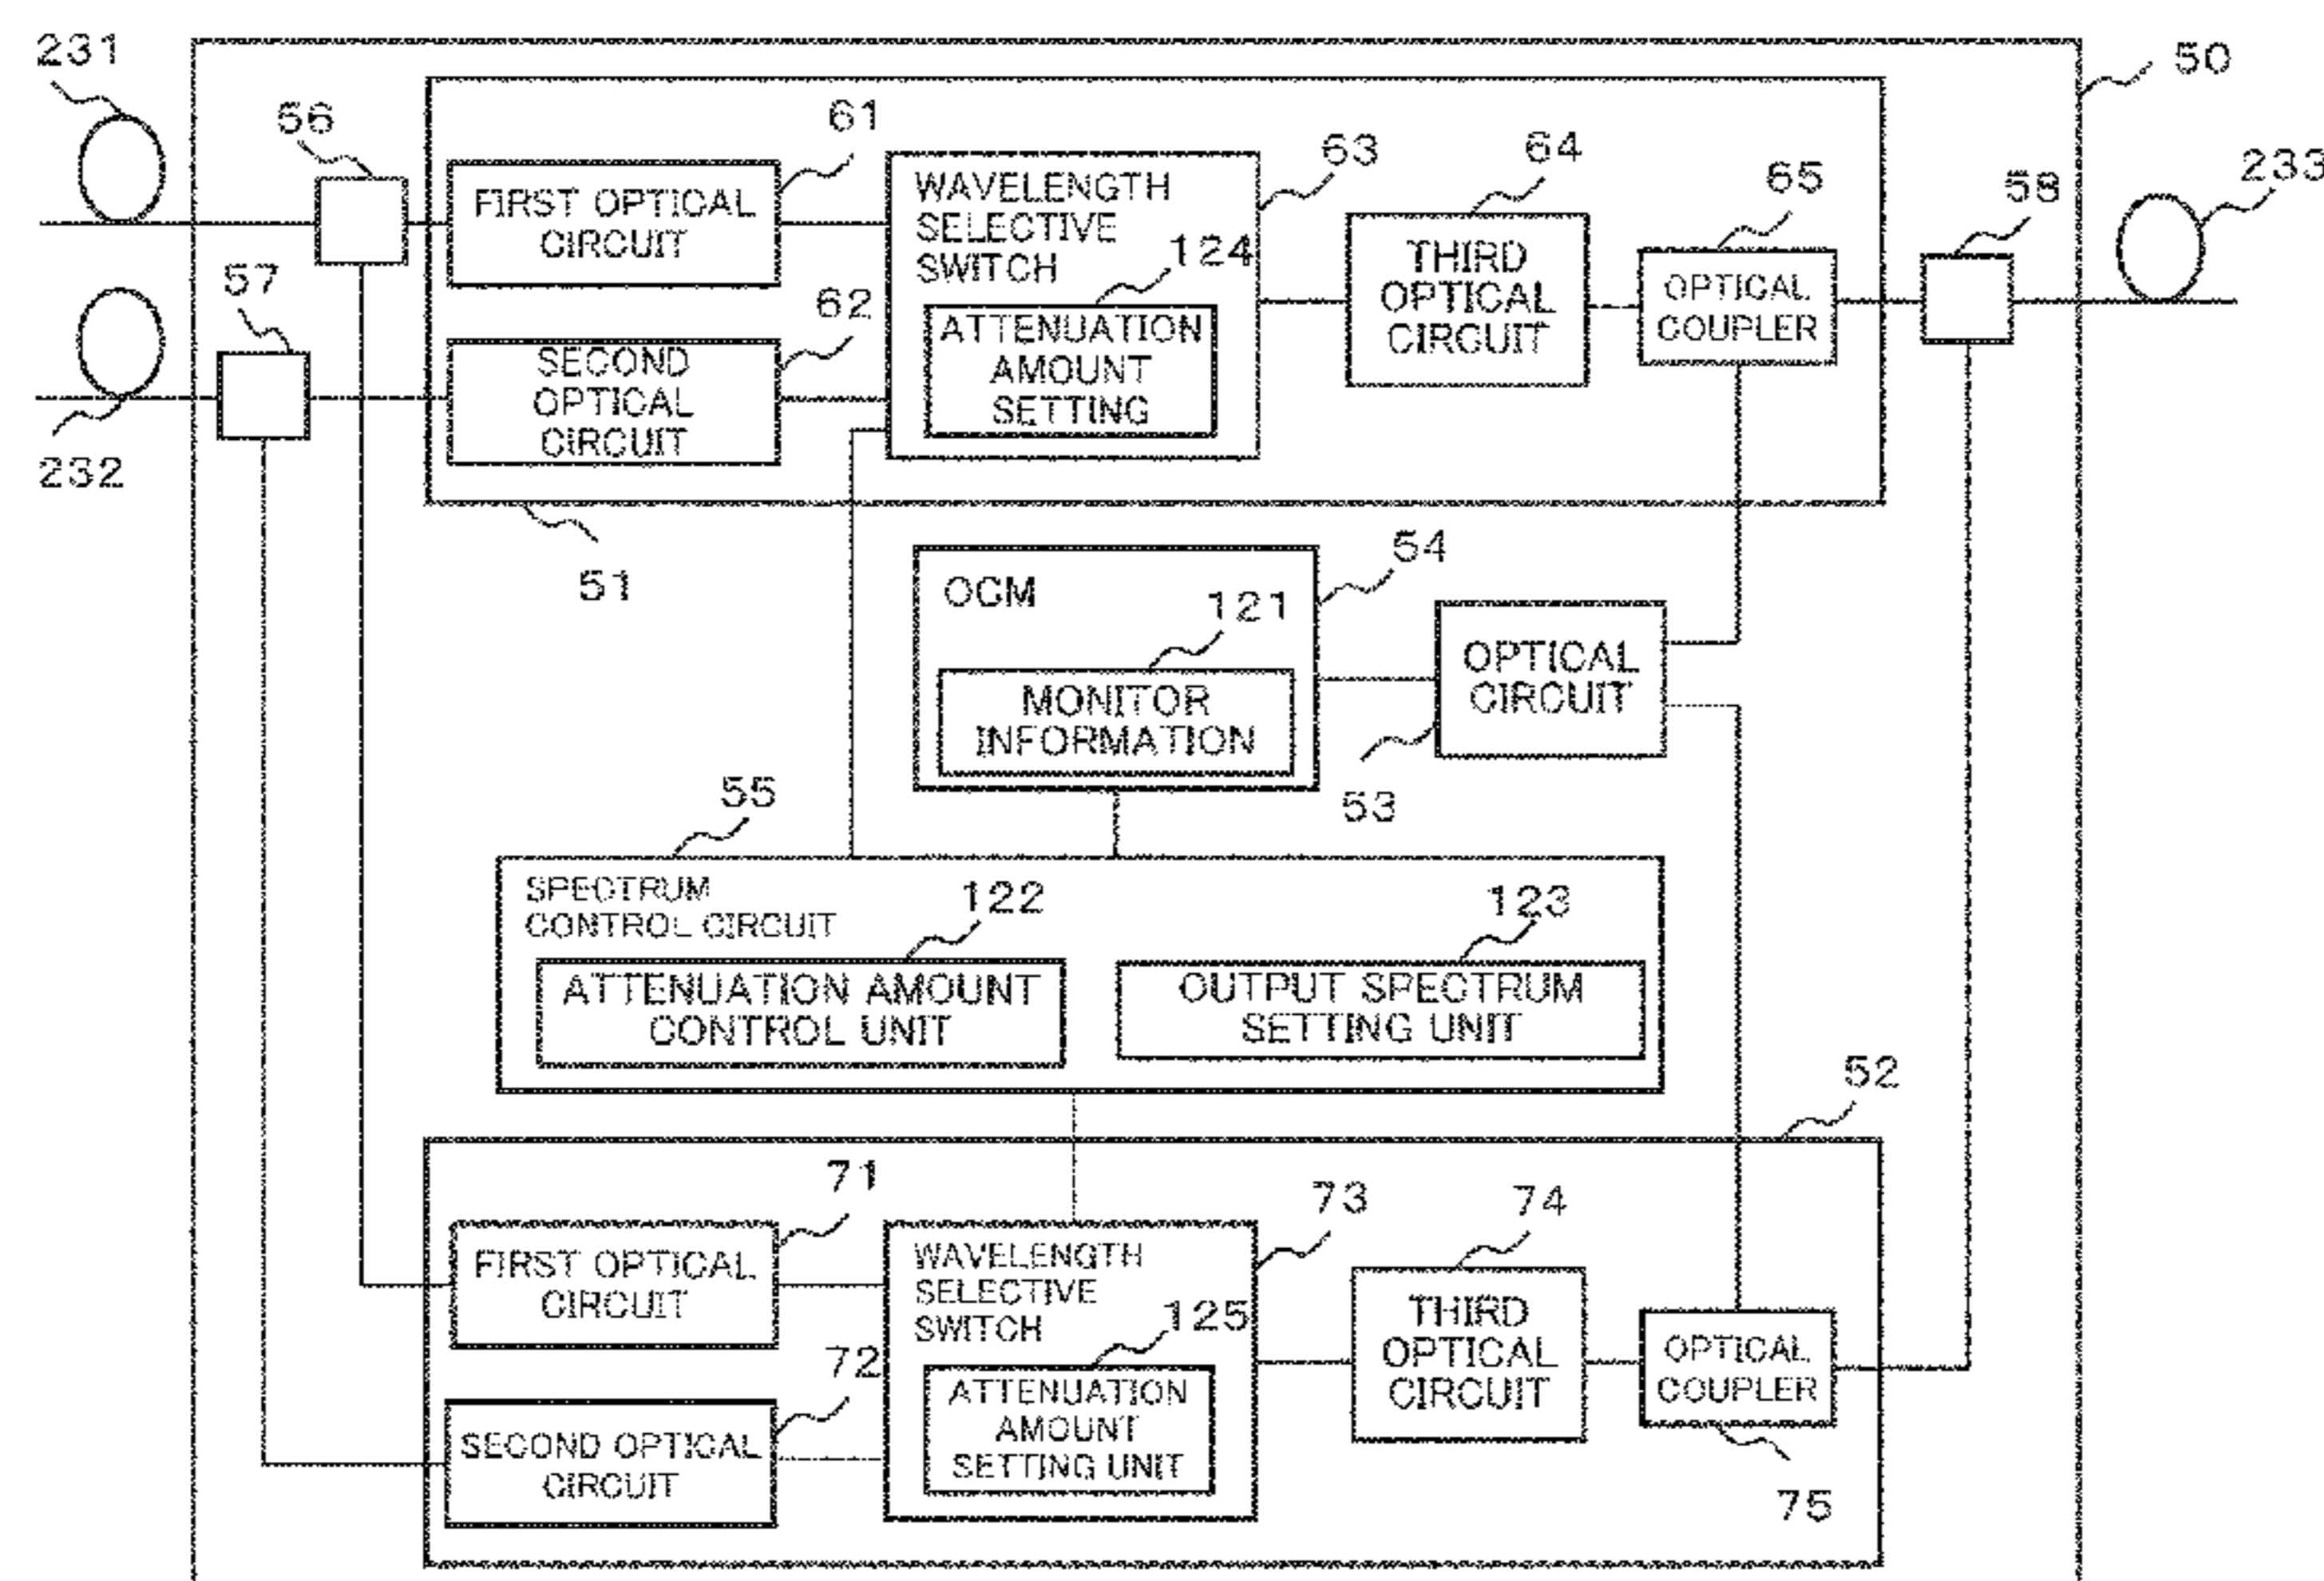 231
50
56
61
63
64
65
58
233
FIRST OPTICAL
CIRCUIT
WAVELENGTH
SELECTIVE
SWITCH
124
ATTENUATION
AMOUNT
SETTING
THIRD
OPTICAL
CIRCUIT
OPTICAL
COUPLER
57
62
SECOND
OPTICAL
CIRCUIT
232
51
54
OCM
121
MONITOR
INFORMATION
OPTICAL
CIRCUIT
53
55
SPECTRUM
CONTROL CIRCUIT
122
123
ATTENUATION AMOUNT
CONTROL UNIT
OUTPUT SPECTRUM
SETTING UNIT
52
71
73
74
FIRST OPTICAL
CIRCUIT
WAVELENGTH
SELECTIVE
SWITCH
125
ATTENUATION
AMOUNT
SETTING UNIT
THIRD
OPTICAL
CIRCUIT
OPTICAL
COUPLER
72
SECOND OPTICAL
CIRCUIT
75